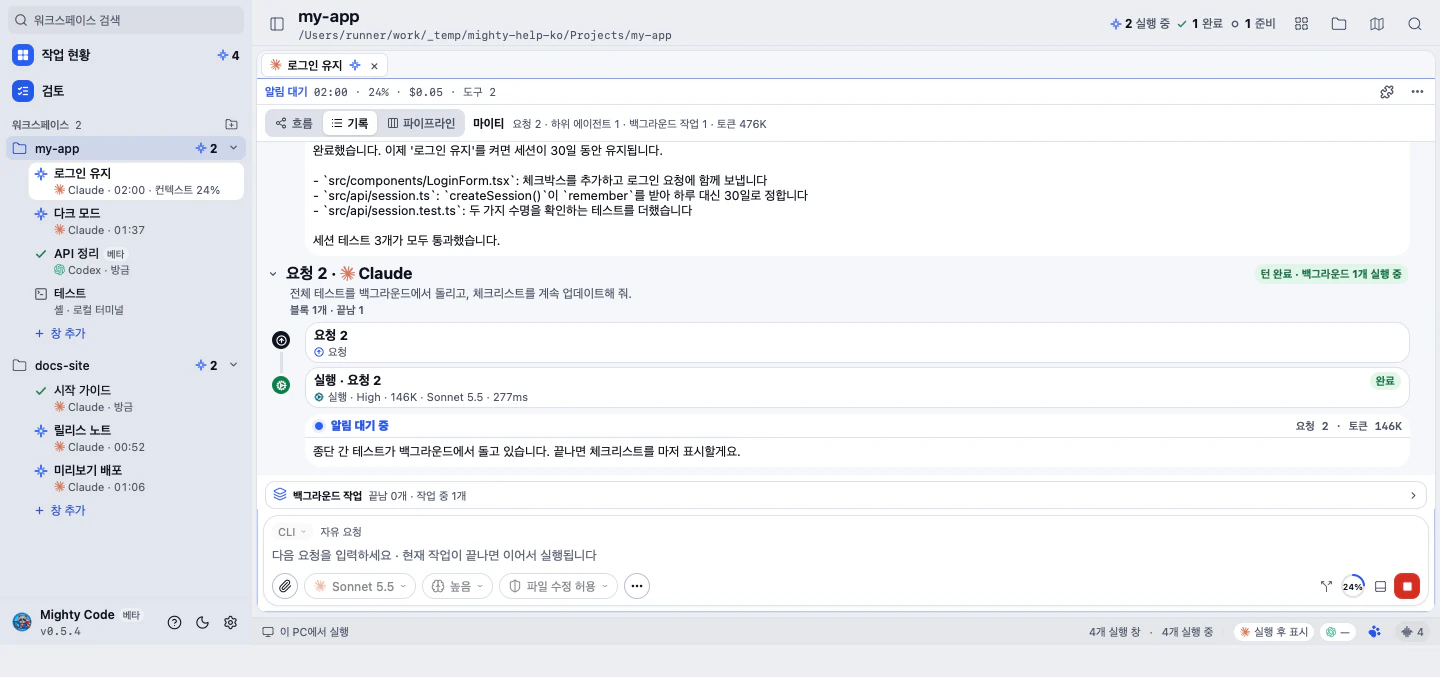 워크스페이스 검색
작업 현황
4
검토
워크스페이스 2
my-app
2
로그인 유지
Claude · 02:00 · 컨텍스트 24%
다크 모드
Claude · 01:37
API 정리 베타
Codex · 방금
테스트
셸 · 로컬 터미널
+ 창 추가
docs-site
2
시작 가이드
Claude · 방금
릴리스 노트
Claude · 00:52
미리보기 배포
Claude · 01:06
+ 창 추가
Mighty Code 베타
v0.5.4
my-app
/Users/runner/work/_temp/mighty-help-ko/Projects/my-app
2 실행 중 1 완료 1 준비
로그인 유지
알림 대기 02:00 · 24% · $0.05 · 도구 2
흐름 기록 파이프라인 마이티 요청 2 · 하위 에이전트 1 · 백그라운드 작업 1 · 토큰 476K
완료했습니다. 이제 '로그인 유지'를 켜면 세션이 30일 동안 유지됩니다.
- `src/components/LoginForm.tsx`: 체크박스를 추가하고 로그인 요청에 함께 보냅니다
- `src/api/session.ts`: `createSession()`이 `remember`를 받아 하루 대신 30일로 정합니다
- `src/api/session.test.ts`: 두 가지 수명을 확인하는 테스트를 더했습니다
세션 테스트 3개가 모두 통과했습니다.
요청 2 · Claude
턴 완료 · 백그라운드 1개 실행 중
전체 테스트를 백그라운드에서 돌리고, 체크리스트를 계속 업데이트해 줘.
블록 1개 · 끝남 1
요청 2
요청
실행 · 요청 2
완료
실행 · High · 146K · Sonnet 5.5 · 277ms
알림 대기 중
요청 2 · 토큰 146K
종단 간 테스트가 백그라운드에서 돌고 있습니다. 끝나면 체크리스트를 마저 표시할게요.
백그라운드 작업 끝남 0개 · 작업 중 1개
CLI 자유 요청
다음 요청을 입력하세요 · 현재 작업이 끝나면 이어서 실행됩니다
Sonnet 5.5 높음 파일 수정 허용
24%
이 PC에서 실행
4개 실행 창 · 4개 실행 중
실행 후 표시
—
4